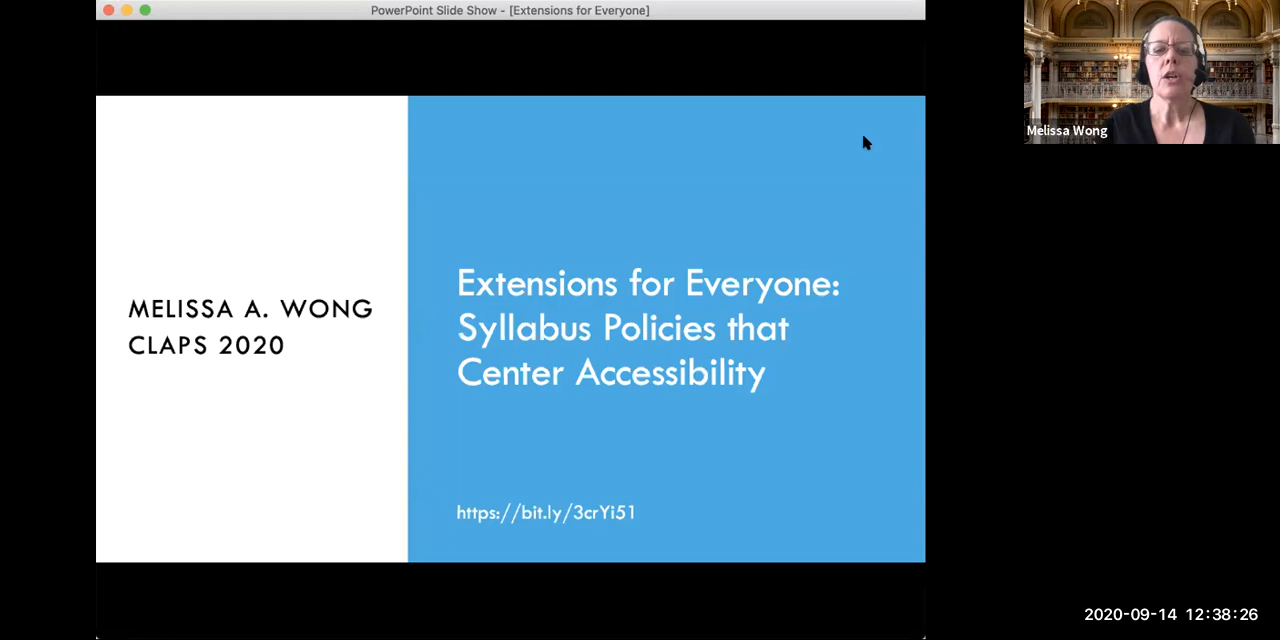 PowerPoint Slide Show - [Extensions for Everyone]
MELISSA A. WONG
CLAPS 2020
Extensions for Everyone:
Syllabus Policies that
Center Accessibility
https://bit.ly/3crYi51
Melissa Wong
2020-09-14 12:38:26